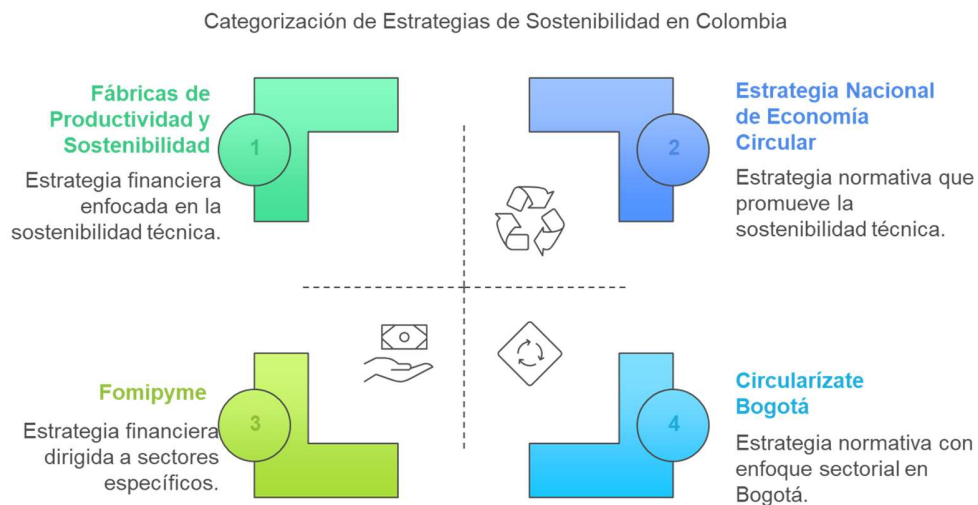 Categorización de Estrategias de Sostenibilidad en Colombia
Fábricas de
Productividad y
Sostenibilidad
1
Estrategia financiera
enfocada en la
sostenibilidad técnica.
2
Estrategia Nacional
de Economía
Circular
Estrategia normativa que
promueve la
sostenibilidad técnica.
Fomipyme
3
Estrategia financiera
dirigida a sectores
específicos.
4
Circularízate
Bogotá
Estrategia normativa con
enfoque sectorial en
Bogotá.